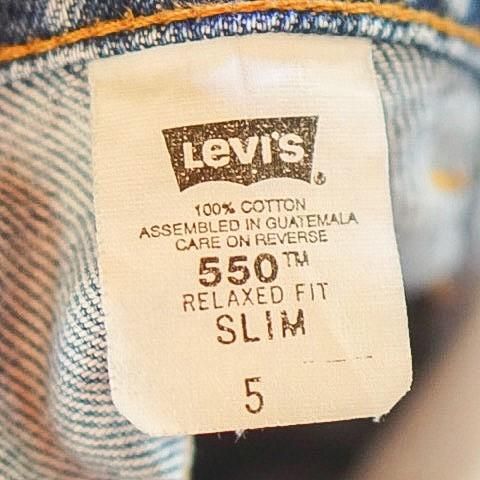 Levi's®
100% COTTON
ASSEMBLED IN GUATEMALA
CARE ON REVERSE
550™
RELAXED FIT
SLIM
5